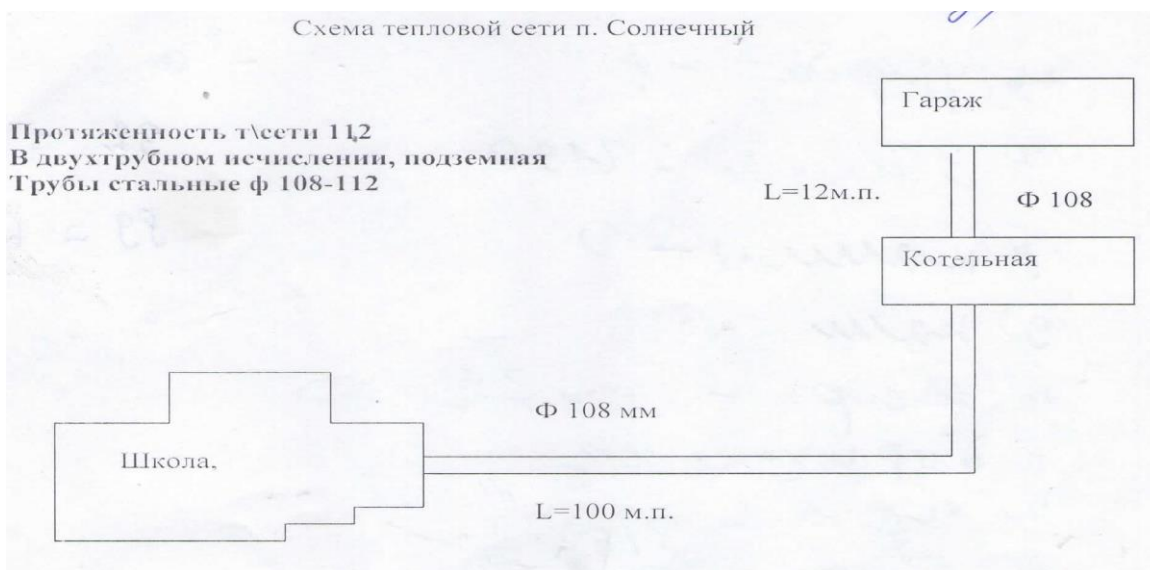 Схема тепловой сети п. Солнечный
Гараж
Протяженность т\сети 112
В двухтрубном исчислении, подземная
Трубы стальные ф 108-112
L=12м.п.
Ф 108
Котельная
Ф 108 мм
Школа,
L=100 м.п.